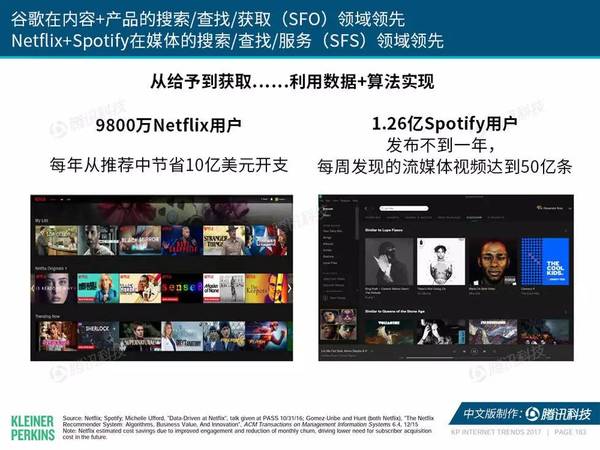 谷歌在内容+产品的搜索/查找/获取（SFO）领域领先
Netflix+Spotify在媒体的搜索/查找/服务（SFS）领域领先
从给予到获取……利用数据+算法实现
9800万Netflix用户
每年从推荐中节省10亿美元开支
1.26亿Spotify用户
发布不到一年，
每周发现的流媒体视频达到50亿条
My List
BLACK MIRROR
STRANGER THINGS
Netflix Originals
SENSE8
Master of None
Trending Now
SHERLOCK
SUPERNATURAL
GREY'S ANATOMY
Similar to Lupe Fiasco
THE COOL KIDS.
Similar to Queens of the Stone Age
腾讯科技
KLEINER
PERKINS
Source: Netflix; Spotify; Michelle Ufford, "Data-Driven at Netflix", talk given at PASS 10/31/16; Gomez-Uribe and Hunt (both Netflix), "The Netflix
Recommender System: Algorithms, Business Value, And Innovation", ACM Transactions on Management Information Systems 6.4, 12/15
Note: Netflix estimated cost savings due to improved engagement and reduction of monthly churn, driving lower need for subscriber acquisition
cost in the future.
中文版制作： 腾讯科技
KP INTERNET TRENDS 2017 | PAGE 183